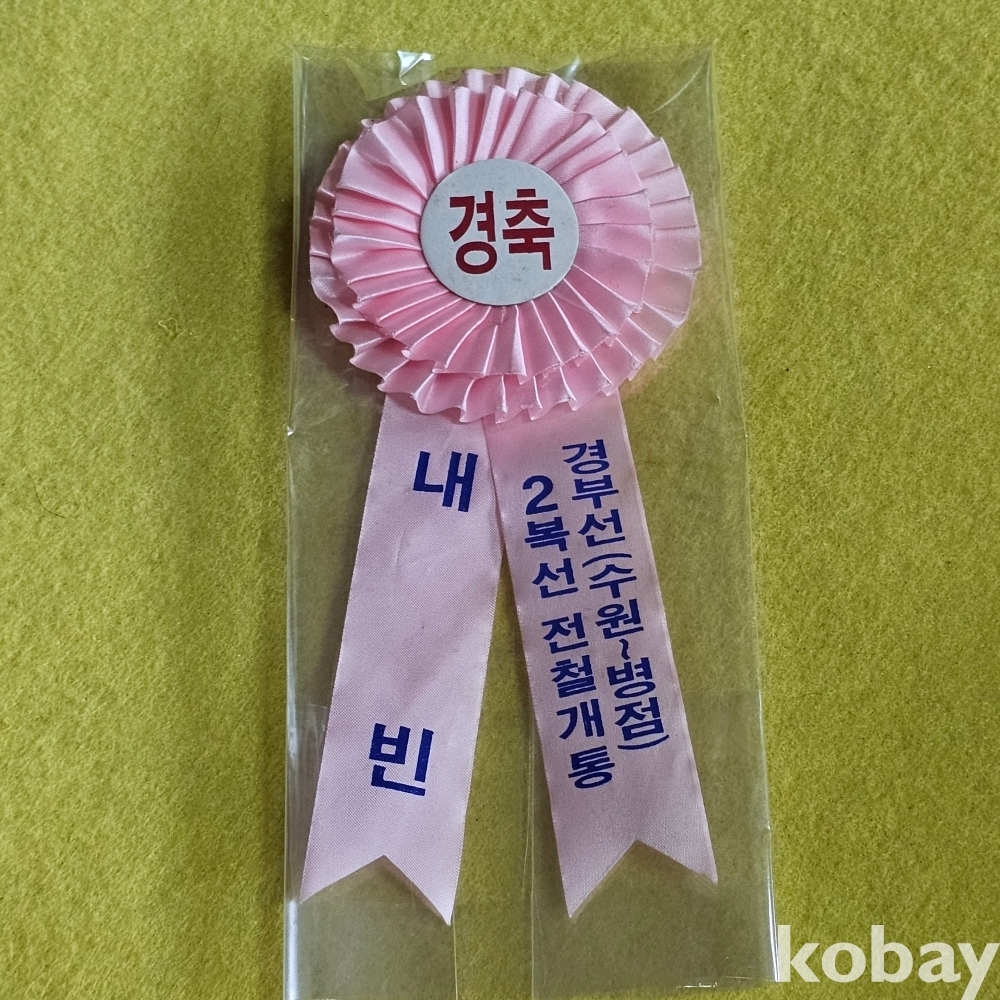 경축
내빈
경부선(수원~병점)
2복선 전철개통
kobay